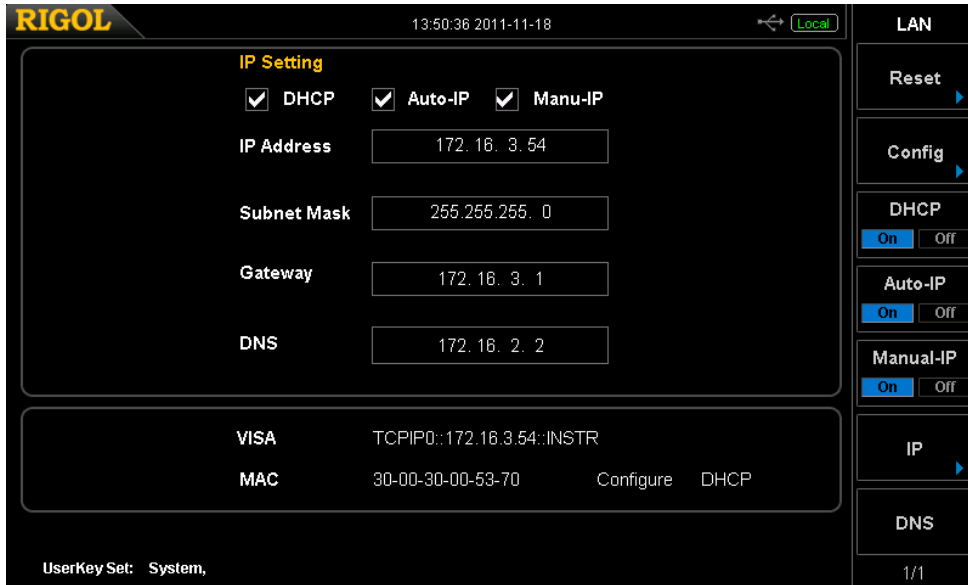 RIGOL
13:50:36 2011-11-18
Local
LAN
IP Setting
DHCP Auto-IP Manu-IP
IP Address 172. 16. 3. 54
Subnet Mask 255.255.255. 0
Gateway 172. 16. 3. 1
DNS 172. 16. 2. 2
VISA TCPIP0::172.16.3.54::INSTR
MAC 30-00-30-00-53-70 Configure DHCP
UserKey Set: System,
Reset
Config
DHCP
On Off
Auto-IP
On Off
Manual-IP
On Off
IP
DNS
1/1